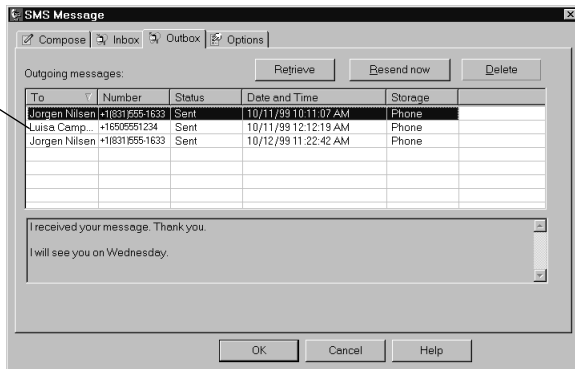 SMS Message
Compose Inbox Outbox Options
Outgoing messages: Retrieve Resend now Delete
To Number Status Date and Time Storage
Jorgen Nilsen +1(831)555-1633 Sent 10/11/99 10:11:07 AM Phone
Luisa Camp... +16505551234 Sent 10/11/99 12:12:19 AM Phone
Jorgen Nilsen +1(831)555-1633 Sent 10/12/99 11:22:42 AM Phone
I received your message. Thank you.
I will see you on Wednesday.
OK Cancel Help